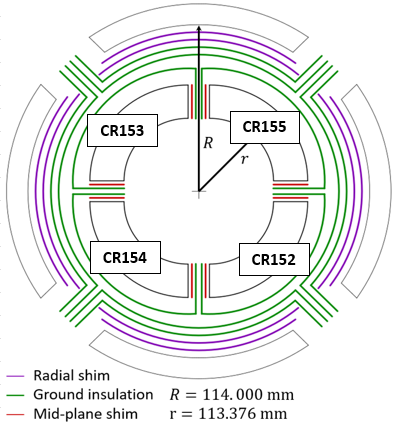 CR153
CR155
R
r
CR154
CR152
Radial shim
Ground insulation
R = 114.000 mm
Mid-plane shim
r = 113.376 mm